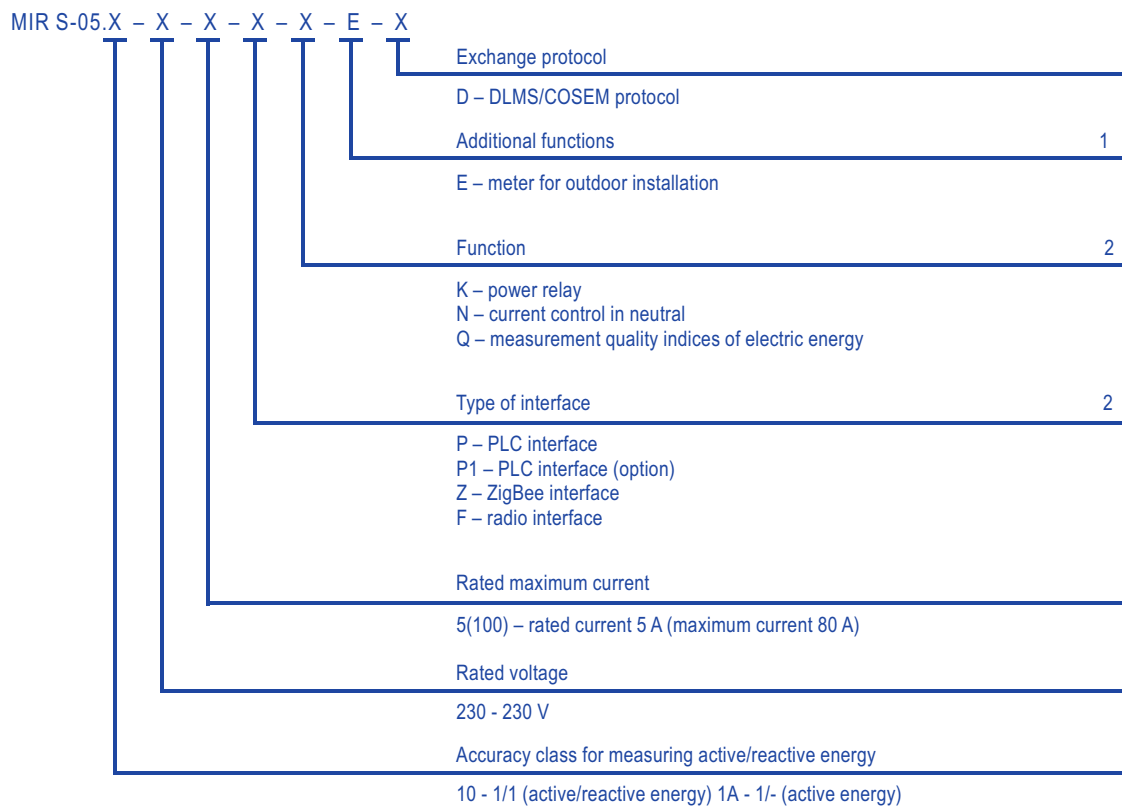 MIR S-05.X – X – X – X – X – E – X
Exchange protocol
D – DLMS/COSEM protocol
Additional functions 1
E – meter for outdoor installation
Function 2
K – power relay
N – current control in neutral
Q – measurement quality indices of electric energy
Type of interface 2
P – PLC interface
P1 – PLC interface (option)
Z – ZigBee interface
F – radio interface
Rated maximum current
5(100) – rated current 5 A (maximum current 80 A)
Rated voltage
230 - 230 V
Accuracy class for measuring active/reactive energy
10 - 1/1 (active/reactive energy) 1A - 1/- (active energy)